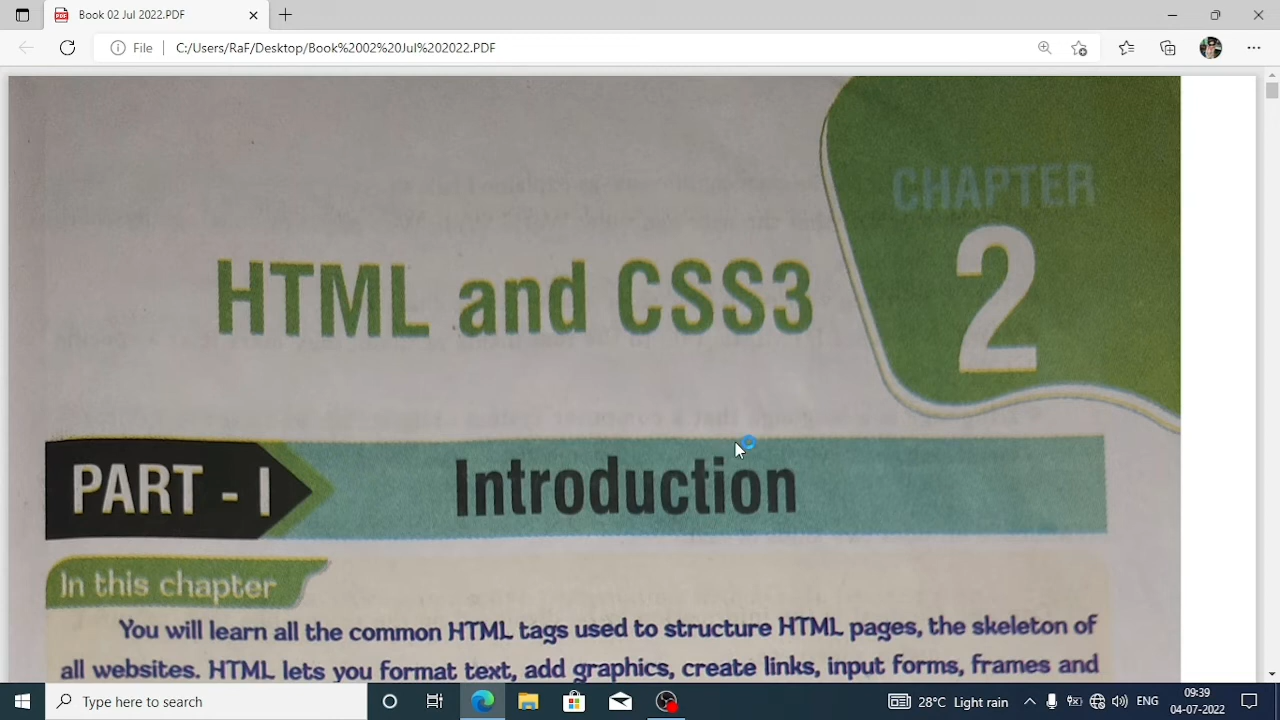 Book 02 Jul 2022.PDF
File
C:/Users/RaF/Desktop/Book%2002%20Jul%202022.PDF
CHAPTER
2
HTML and CSS3
PART - I
Introduction
In this chapter
You will learn all the common HTML tags used to structure HTML pages, the skeleton of
all websites. HTML lets you format text, add graphics, create links, input forms, frames and
Type here to search
28°C Light rain
ENG
09:39
04-07-2022